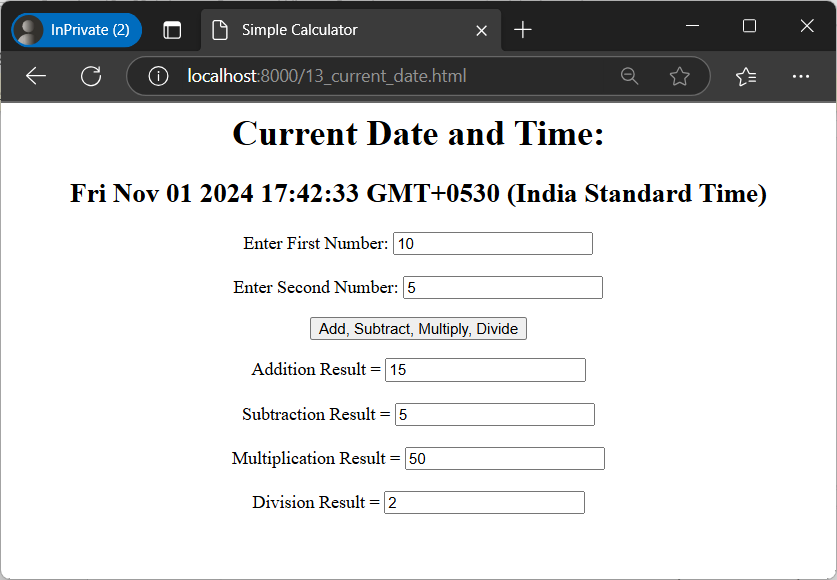 InPrivate (2)
Simple Calculator
localhost:8000/13_current_date.html
Current Date and Time:
Fri Nov 01 2024 17:42:33 GMT+0530 (India Standard Time)
Enter First Number: 10
Enter Second Number: 5
Add, Subtract, Multiply, Divide
Addition Result = 15
Subtraction Result = 5
Multiplication Result = 50
Division Result = 2